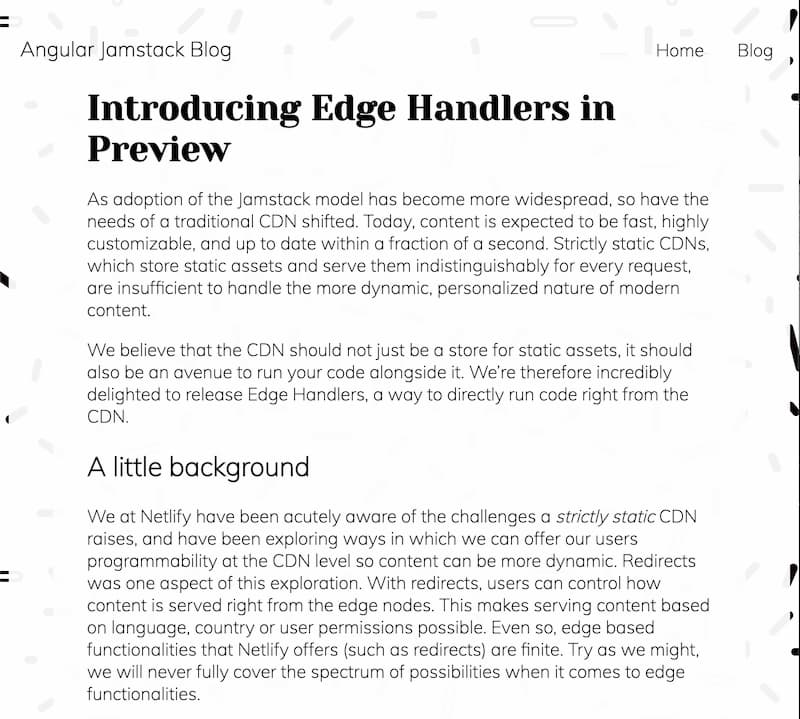 Angular Jamstack Blog
Home Blog
Introducing Edge Handlers in
Preview
As adoption of the Jamstack model has become more widespread, so have the
needs of a traditional CDN shifted. Today, content is expected to be fast, highly
customizable, and up to date within a fraction of a second. Strictly static CDNs,
which store static assets and serve them indistinguishably for every request,
are insufficient to handle the more dynamic, personalized nature of modern
content.
We believe that the CDN should not just be a store for static assets, it should
also be an avenue to run your code alongside it. We're therefore incredibly
delighted to release Edge Handlers, a way to directly run code right from the
CDN.
A little background
We at Netlify have been acutely aware of the challenges a strictly static CDN
raises, and have been exploring ways in which we can offer our users
programmability at the CDN level so content can be more dynamic. Redirects
was one aspect of this exploration. With redirects, users can control how
content is served right from the edge nodes. This makes serving content based
on language, country or user permissions possible. Even so, edge based
functionalities that Netlify offers (such as redirects) are finite. Try as we might,
we will never fully cover the spectrum of possibilities when it comes to edge
functionalities.